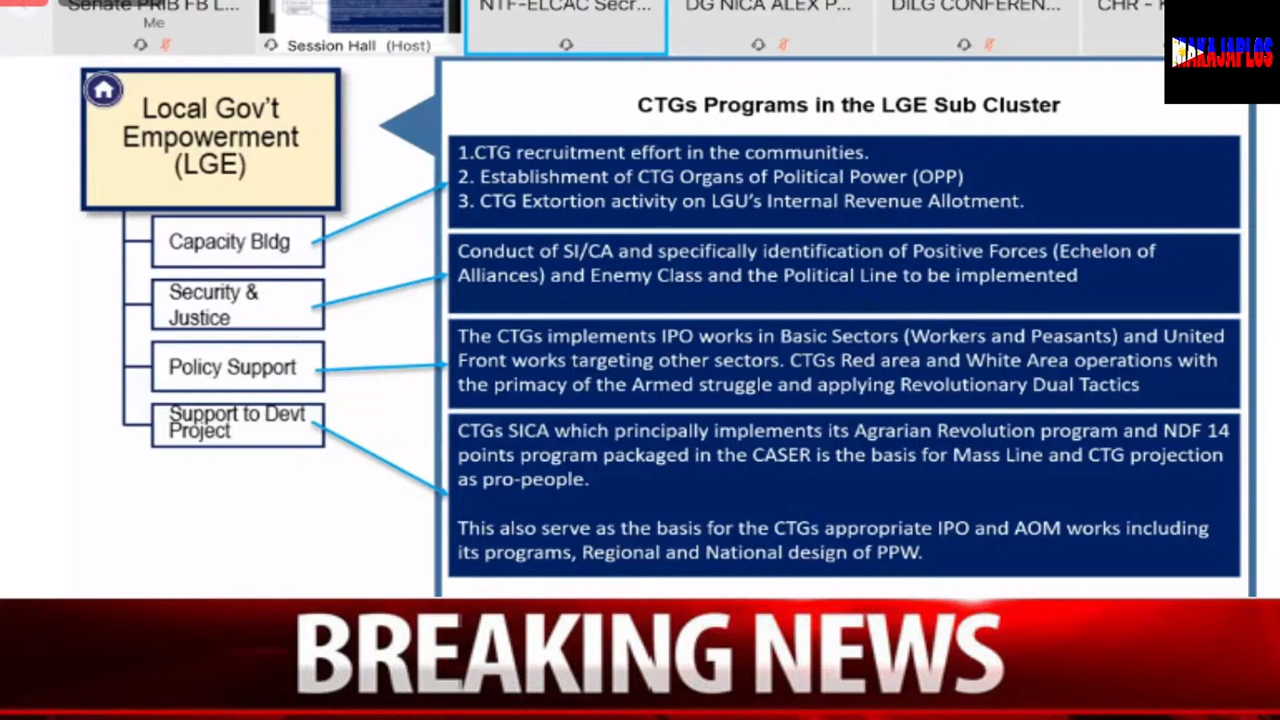 Senate PRIB FB L...
Me
Session Hall (Host)
NTF-ELCAC Secr...
DG NICA ALEX P...
DILG CONFEREN...
CHR -
MAKAJAPLOS
Local Gov't
Empowerment
(LGE)
Capacity Bldg
Security &
Justice
Policy Support
Support to Devt
Project
CTGs Programs in the LGE Sub Cluster
1.CTG recruitment effort in the communities.
2. Establishment of CTG Organs of Political Power (OPP)
3. CTG Extortion activity on LGU's Internal Revenue Allotment.
Conduct of SI/CA and specifically identification of Positive Forces (Echelon of
Alliances) and Enemy Class and the Political Line to be implemented
The CTGs implements IPO works in Basic Sectors (Workers and Peasants) and United
Front works targeting other sectors. CTGs Red area and White Area operations with
the primacy of the Armed struggle and applying Revolutionary Dual Tactics
CTGs SICA which principally implements its Agrarian Revolution program and NDF 14
points program packaged in the CASER is the basis for Mass Line and CTG projection
as pro-people.
This also serve as the basis for the CTGs appropriate IPO and AOM works including
its programs, Regional and National design of PPW.
BREAKING NEWS